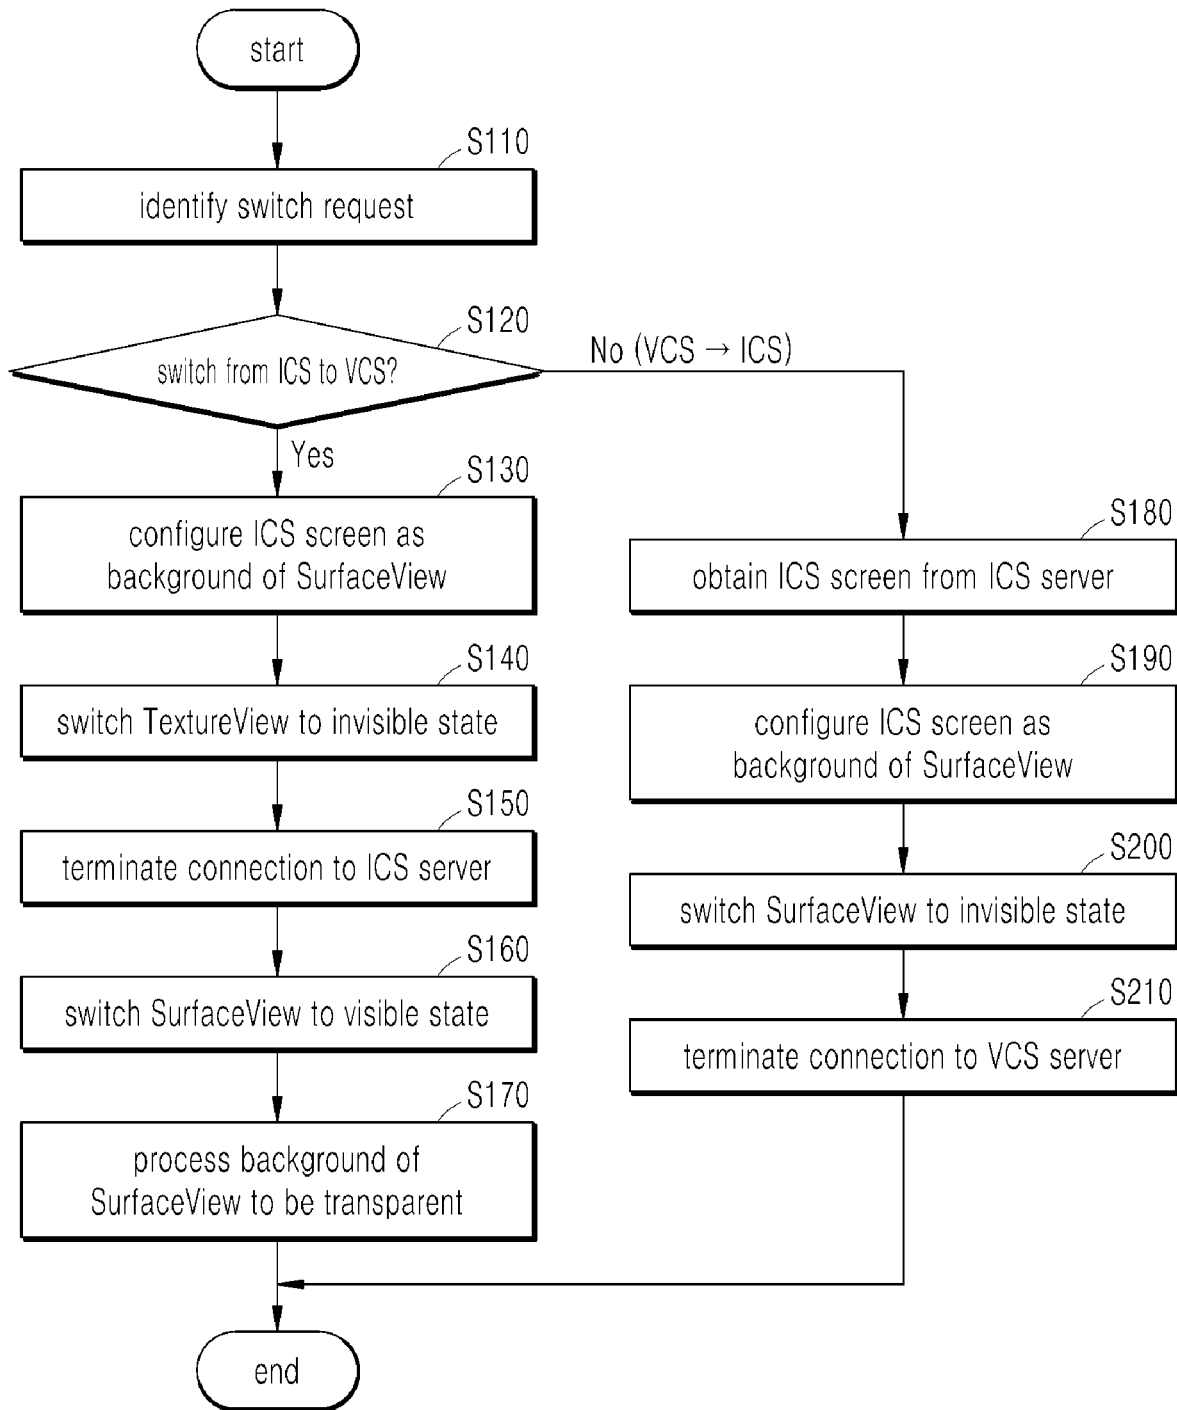 start
S110
identify switch request
S120
switch from ICS to VCS?
No (VCS → ICS)
Yes
S130
configure ICS screen as
background of SurfaceView
S140
switch TextureView to invisible state
S150
terminate connection to ICS server
S160
switch SurfaceView to visible state
S170
process background of
SurfaceView to be transparent
S180
obtain ICS screen from ICS server
S190
configure ICS screen as
background of SurfaceView
S200
switch SurfaceView to invisible state
S210
terminate connection to VCS server
end